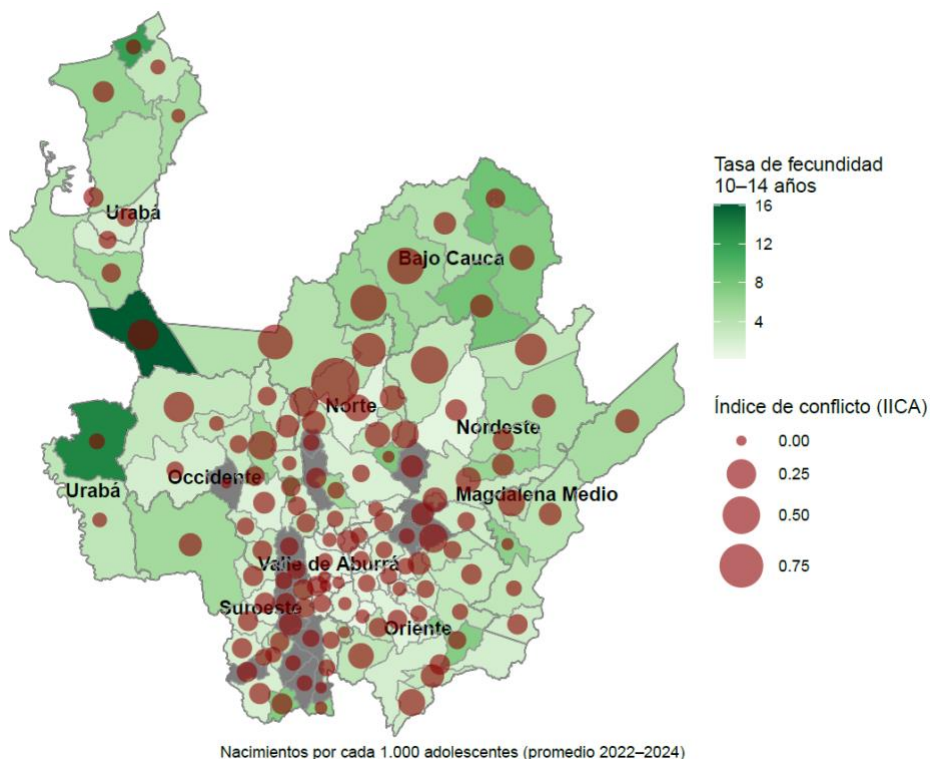 Urabá
Bajo Cauca
Norte
Nordeste
Occidente
Urabá
Magdalena Medio
Valle de Aburrá
Suroeste
Oriente
Tasa de fecundidad
10–14 años
16
12
8
4
Índice de conflicto (IICA)
0.00
0.25
0.50
0.75
Nacimientos por cada 1.000 adolescentes (promedio 2022–2024)